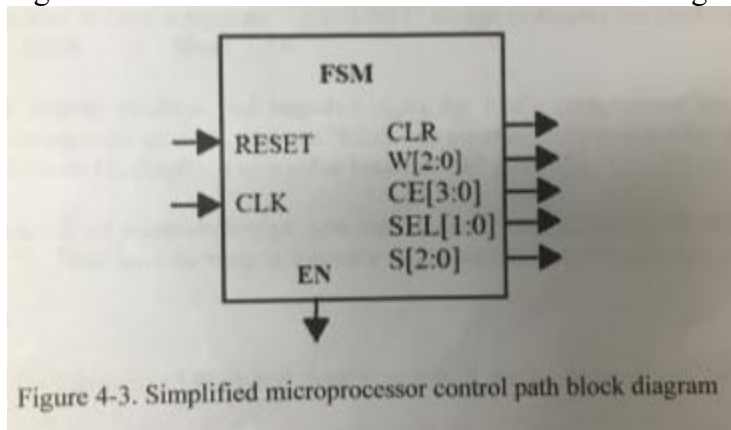 FSM
RESET
CLR
W[2:0]
CLK
CE[3:0]
SEL[1:0]
EN
S[2:0]
Figure 4-3. Simplified microprocessor control path block diagram